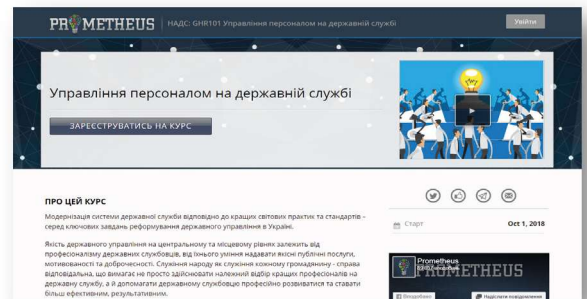 PROMETHEUS НАДС: GHR101 Управління персоналом на державній службі Увійти
Управління персоналом на державній службі
ЗАРЕЄСТРУВАТИСЬ НА КУРС
ПРО ЦЕЙ КУРС
Модернізація системи державної служби відповідно до кращих світових практик та стандартів –
серед ключових завдань реформування державного управління в Україні.
Якість державного управління на центральному та місцевому рівнях залежить від
професіоналізму державних службовців, від їхнього уміння надавати якісні публічні послуги,
мотивованості та доброчесності. Служіння народу як служіння кожному громадянину - справа
відповідальна, що вимагає не просто здійснювати належний відбір кращих професіоналів на
державну службу, а й допомагати державному службовцю професійно розвиватися та ставати
більш ефективним, результативним.
Старт Oct 1, 2018
Prometheus
PROMETHEUS
Вподобано
Надіслати повідомлення